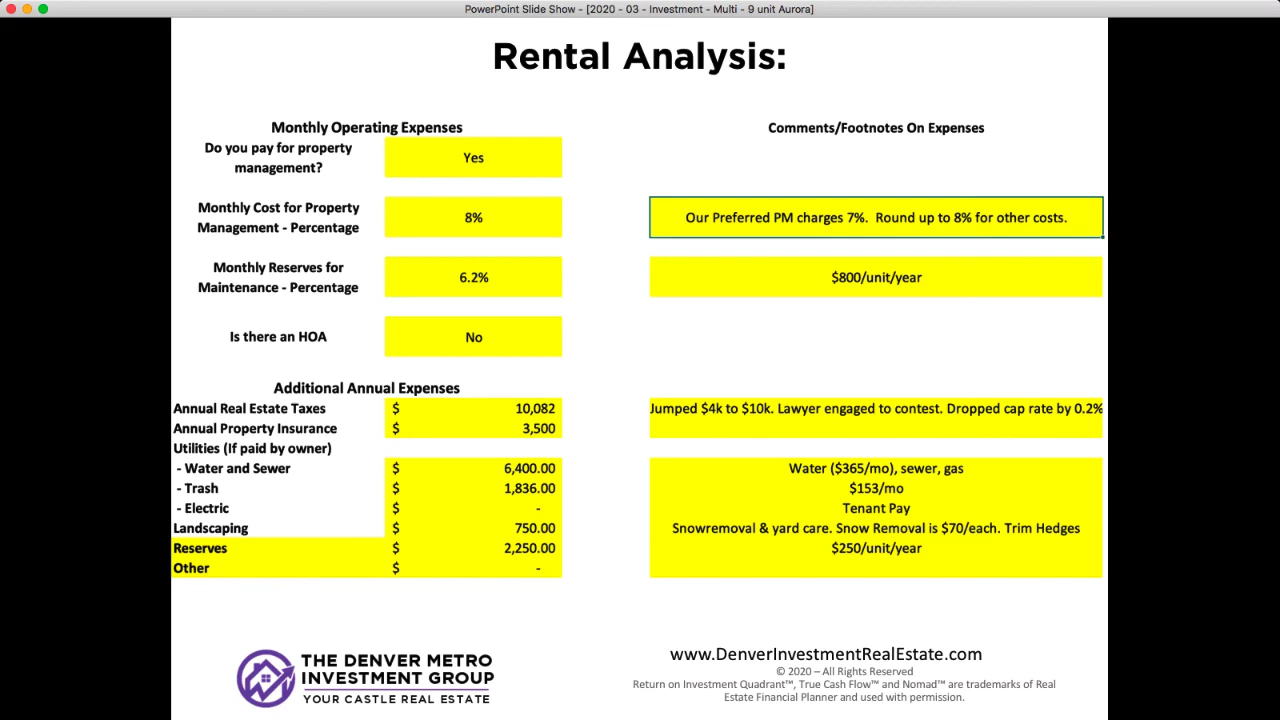 PowerPoint Slide Show - [2020 - 03 - Investment - Multi - 9 unit Aurora]
Rental Analysis:
Monthly Operating Expenses
Comments/Footnotes On Expenses
Do you pay for property
management?
Yes
Monthly Cost for Property
Management - Percentage
8%
Our Preferred PM charges 7%. Round up to 8% for other costs.
Monthly Reserves for
Maintenance - Percentage
6.2%
$800/unit/year
Is there an HOA
No
Additional Annual Expenses
Annual Real Estate Taxes $ 10,082 Jumped $4k to $10k. Lawyer engaged to contest. Dropped cap rate by 0.2%
Annual Property Insurance $ 3,500
Utilities (If paid by owner)
- Water and Sewer $ 6,400.00 Water ($365/mo), sewer, gas
- Trash $ 1,836.00 $153/mo
- Electric $ - Tenant Pay
Landscaping $ 750.00 Snowremoval & yard care. Snow Removal is $70/each. Trim Hedges
Reserves $ 2,250.00 $250/unit/year
Other $ -
THE DENVER METRO
INVESTMENT GROUP
YOUR CASTLE REAL ESTATE
www.DenverInvestmentRealEstate.com
© 2020 – All Rights Reserved
Return on Investment Quadrant™, True Cash Flow™ and Nomad™ are trademarks of Real
Estate Financial Planner and used with permission.